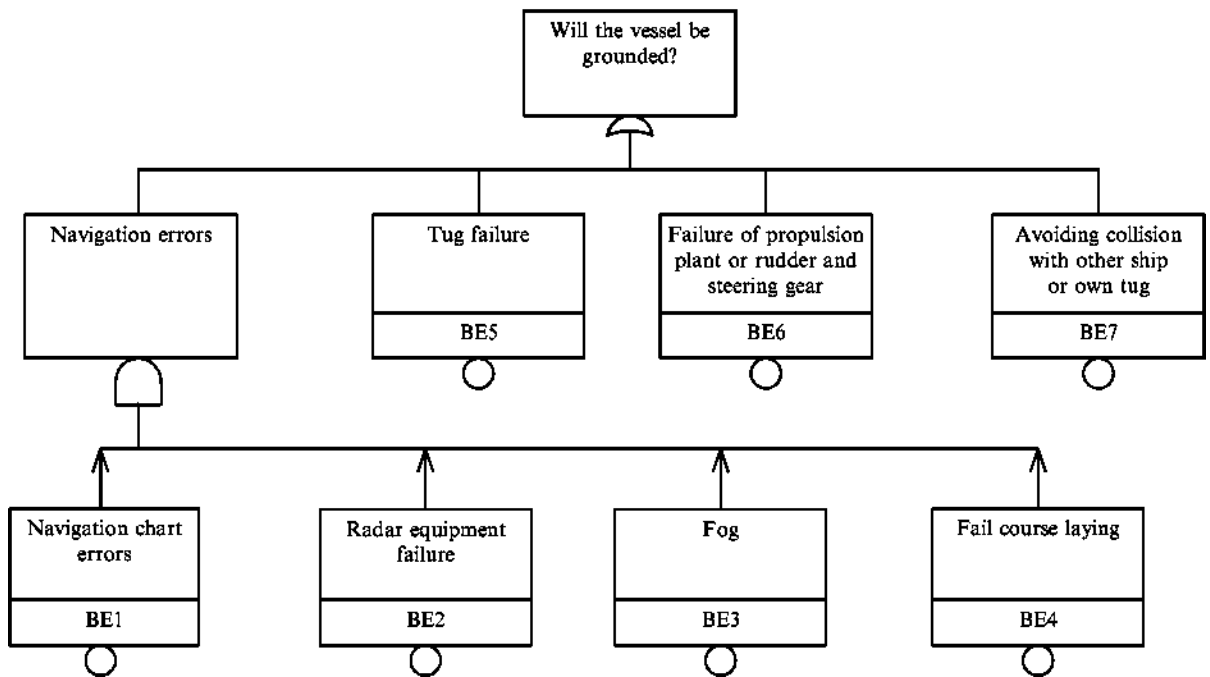 Will the vessel be
grounded?
Navigation errors
Tug failure
BE5
Failure of propulsion
plant or rudder and
steering gear
BE6
Avoiding collision
with other ship
or own tug
BE7
Navigation chart
errors
BE1
Radar equipment
failure
BE2
Fog
BE3
Fail course laying
BE4